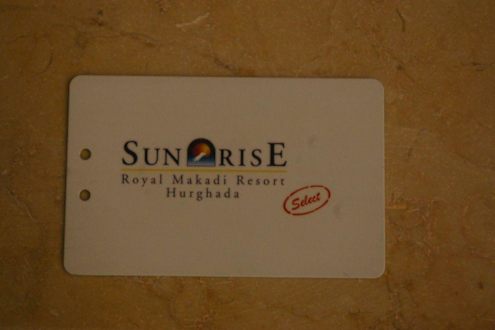 SUNRISE
Royal Makadi Resort
Hurghada
Select